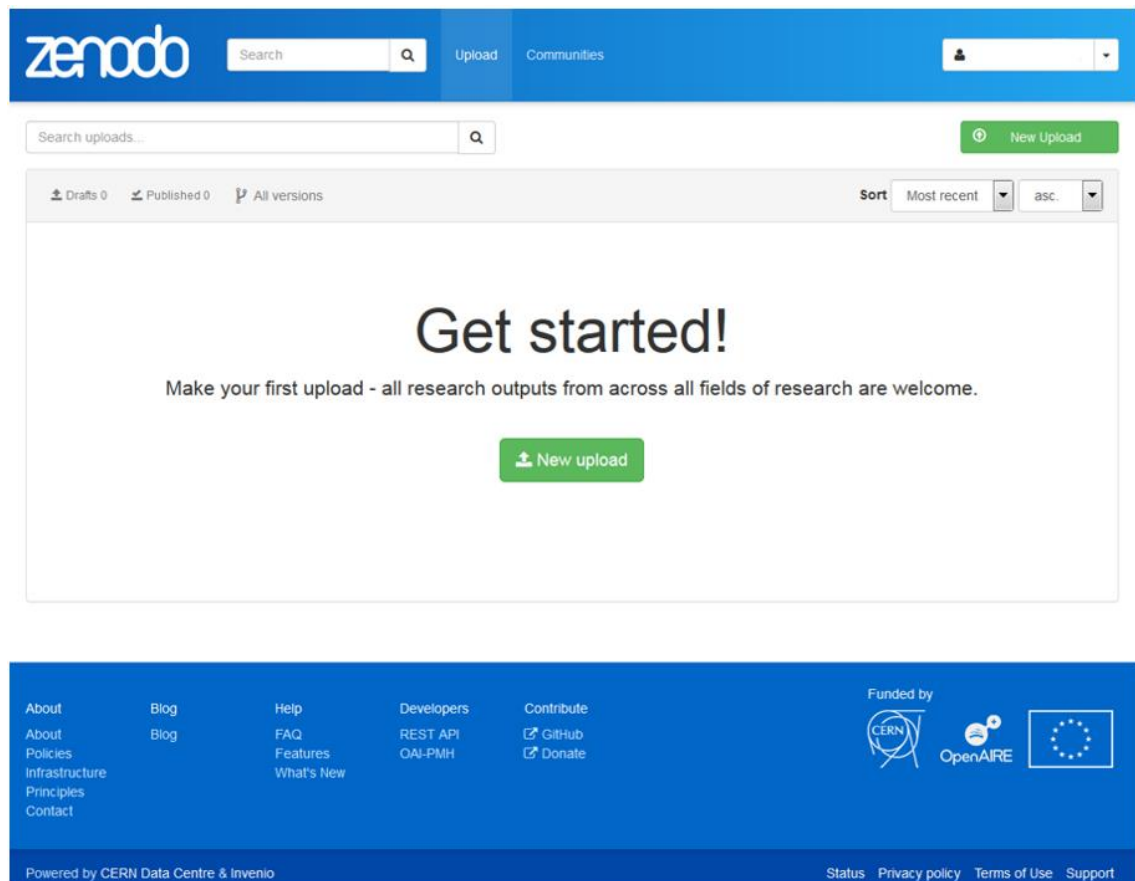 zenodo Search Upload Communities
Search uploads... New Upload
Drafts 0 Published 0 All versions Sort Most recent asc.
Get started!
Make your first upload - all research outputs from across all fields of research are welcome.
New upload
Funded by
About Blog Help Developers Contribute
About Blog FAQ REST API GitHub
Policies Features OAI-PMH Donate
Infrastructure What's New
Principles
Contact
CERN OpenAIRE
Powered by CERN Data Centre & Invenio Status Privacy policy Terms of Use Support